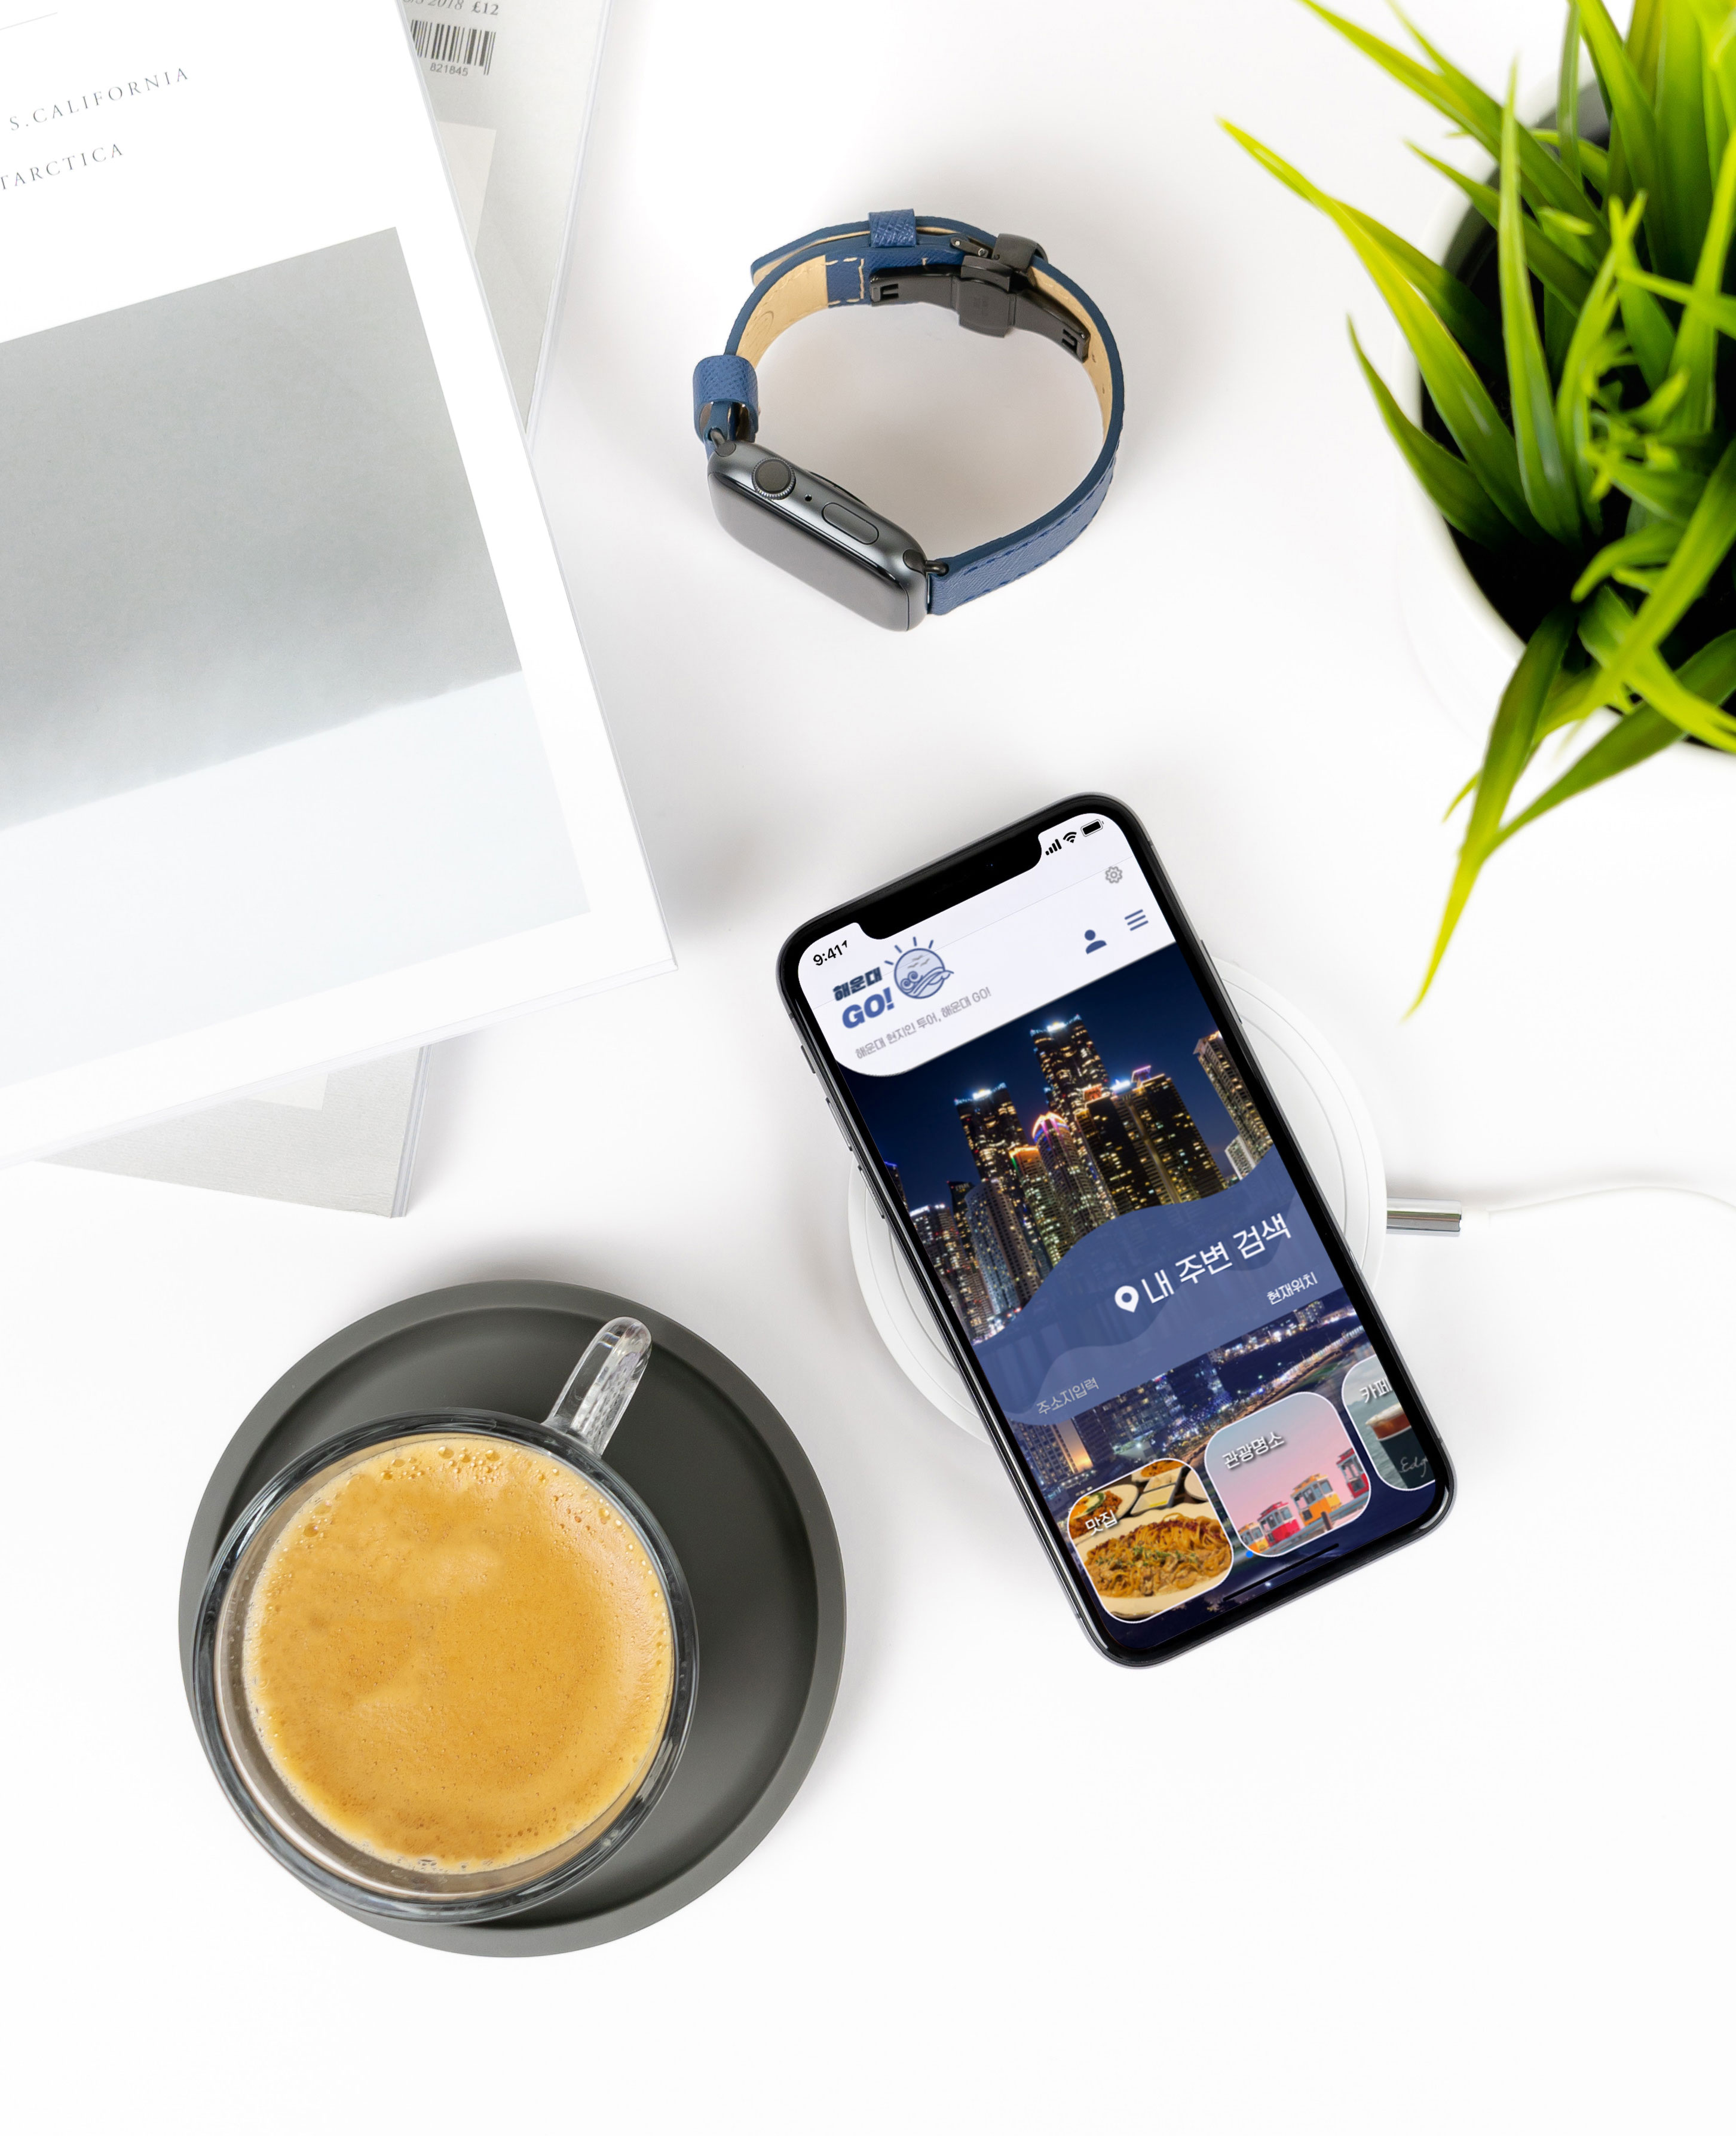 2018 £12
821845
S.CALIFORNIA
TARCTICA
9:41
해운대
GO!
해운대 현지인 투어, 해운대 GO!
내 주변 검색
현재위치
주소지입력
맛집
관광명소
카페